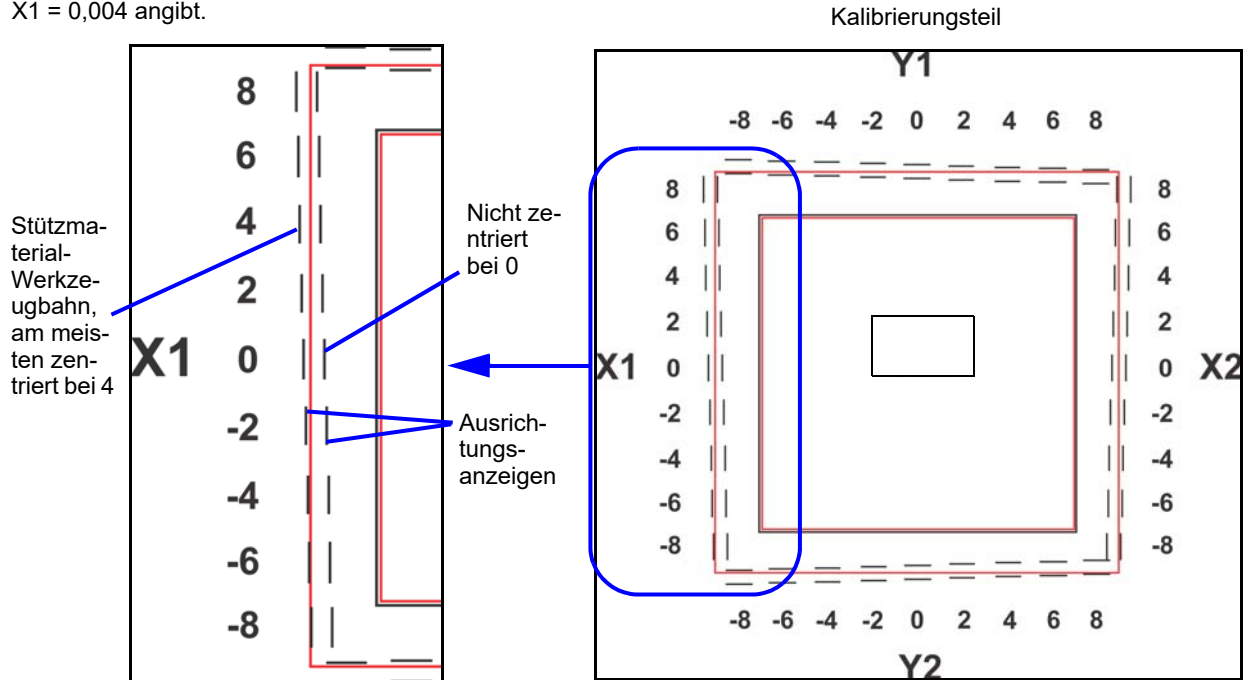 X1 = 0,004 angibt.
Kalibrierungsteil
8
6
4
2
X1 0
-2
-4
-6
-8
Stützma-
terial-
Werkze-
ugbahn,
am meis-
ten zen-
triert bei 4
Nicht ze-
ntriert
bei 0
Ausrich-
tungs-
anzeigen
Y1
-8 -6 -4 -2 0 2 4 6 8
8 8
6 6
4 4
2 2
X1 0 0 X2
-2 -2
-4 -4
-6 -6
-8 -8
-8 -6 -4 -2 0 2 4 6 8
Y2